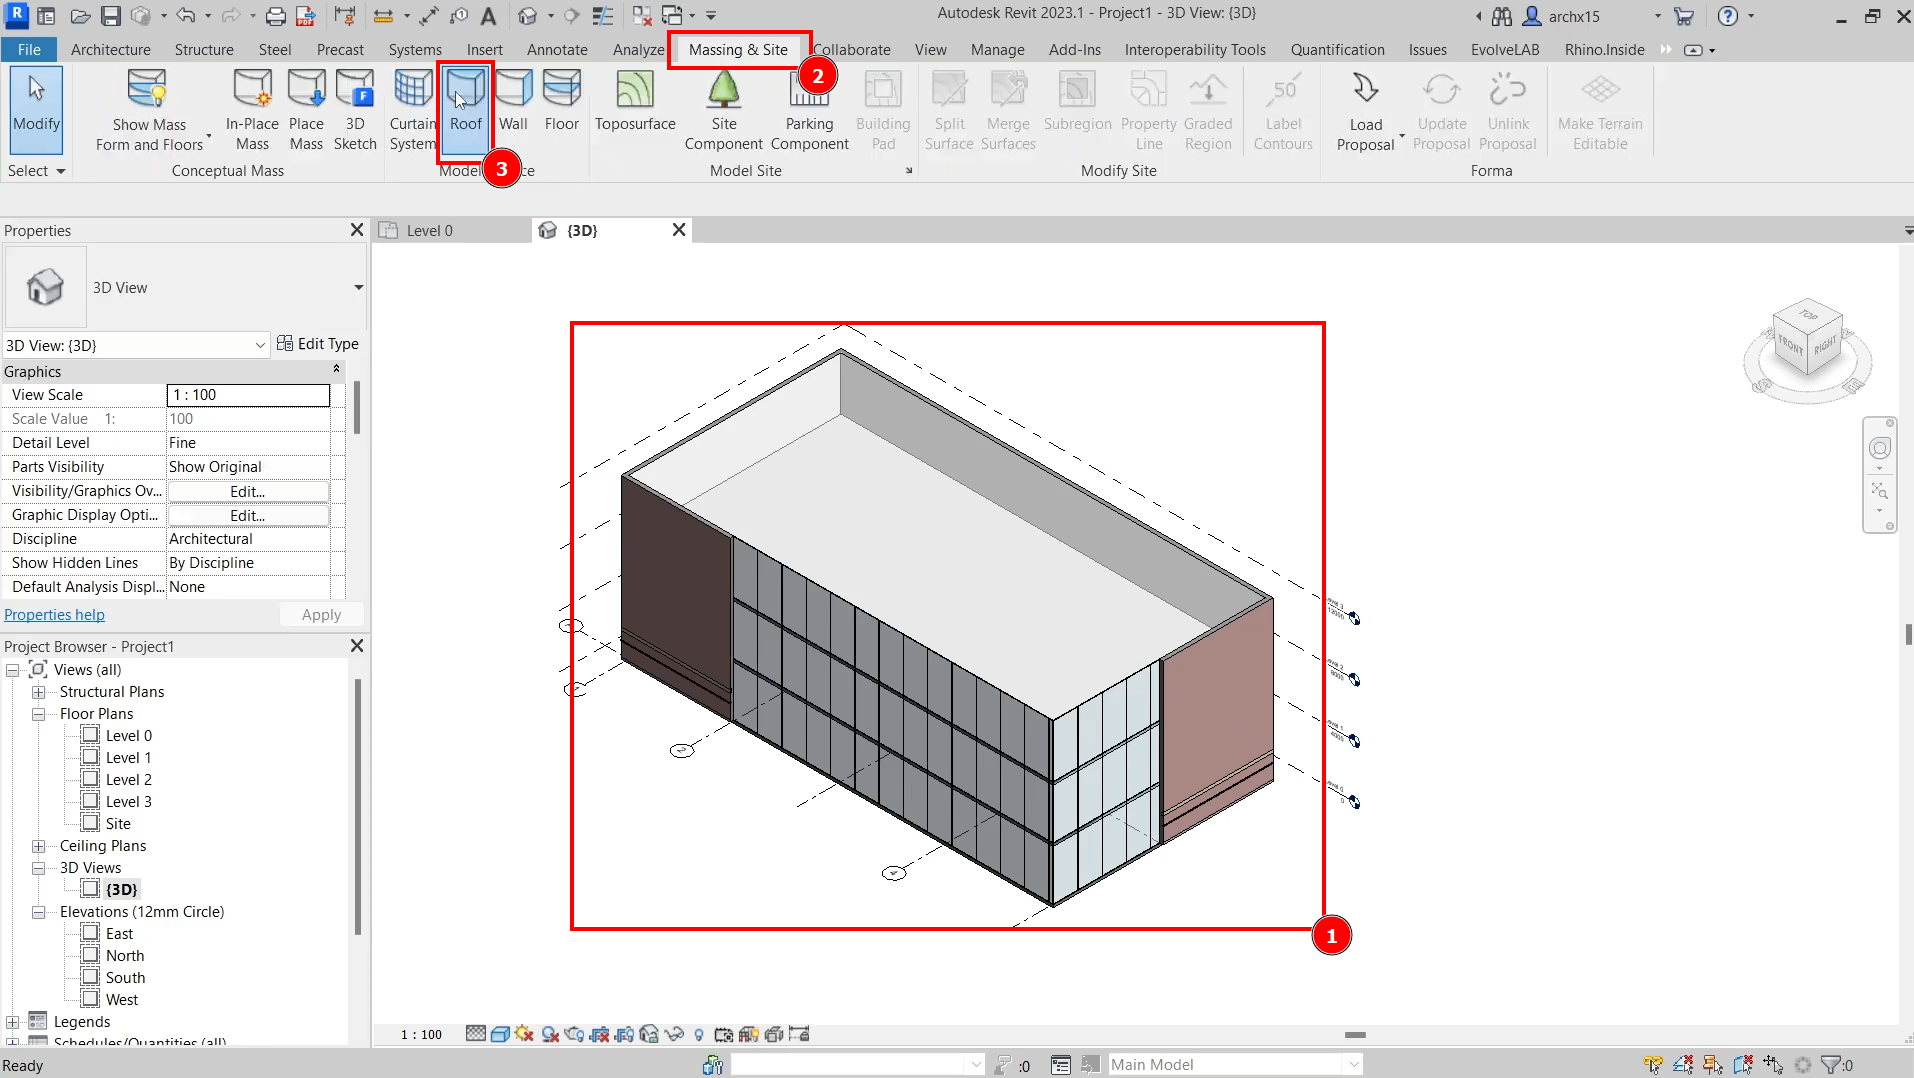 Autodesk Revit 2023.1 - Project1 - 3D View: {3D}
archx15
File Architecture Structure Steel Precast Systems Insert Annotate Analyze Massing & Site Collaborate View Manage Add-Ins Interoperability Tools Quantification Issues EvolveLAB Rhino.Inside
2
Modify
Show Mass
Form and Floors
In-Place
Mass
Place
Mass
3D
Sketch
Curtain
System
Roof
Wall
Floor
Toposurface
Site
Component
Parking
Component
Building
Pad
Split
Surface
Merge
Surfaces
Subregion
Property
Line
Graded
Region
50
Label
Contours
Load
Proposal
Update
Proposal
Unlink
Proposal
Make Terrain
Editable
Select
Conceptual Mass
Model
ce
3
Model Site
Modify Site
Forma
Properties
Level 0
{3D}
3D View
3D View: {3D}
Edit Type
Graphics
View Scale 1 : 100
Scale Value 1: 100
Detail Level Fine
Parts Visibility Show Original
Visibility/Graphics Ov... Edit...
Graphic Display Opti... Edit...
Discipline Architectural
Show Hidden Lines By Discipline
Default Analysis Displ... None
Properties help
Apply
Project Browser - Project1
Views (all)
Structural Plans
Floor Plans
Level 0
Level 1
Level 2
Level 3
Site
Ceiling Plans
3D Views
{3D}
Elevations (12mm Circle)
East
North
South
West
Legends
Schedules/Quantities (all)
TOP
FRONT
RIGHT
S
E
2
4
1
1 : 100
Ready
:0
Main Model
:0